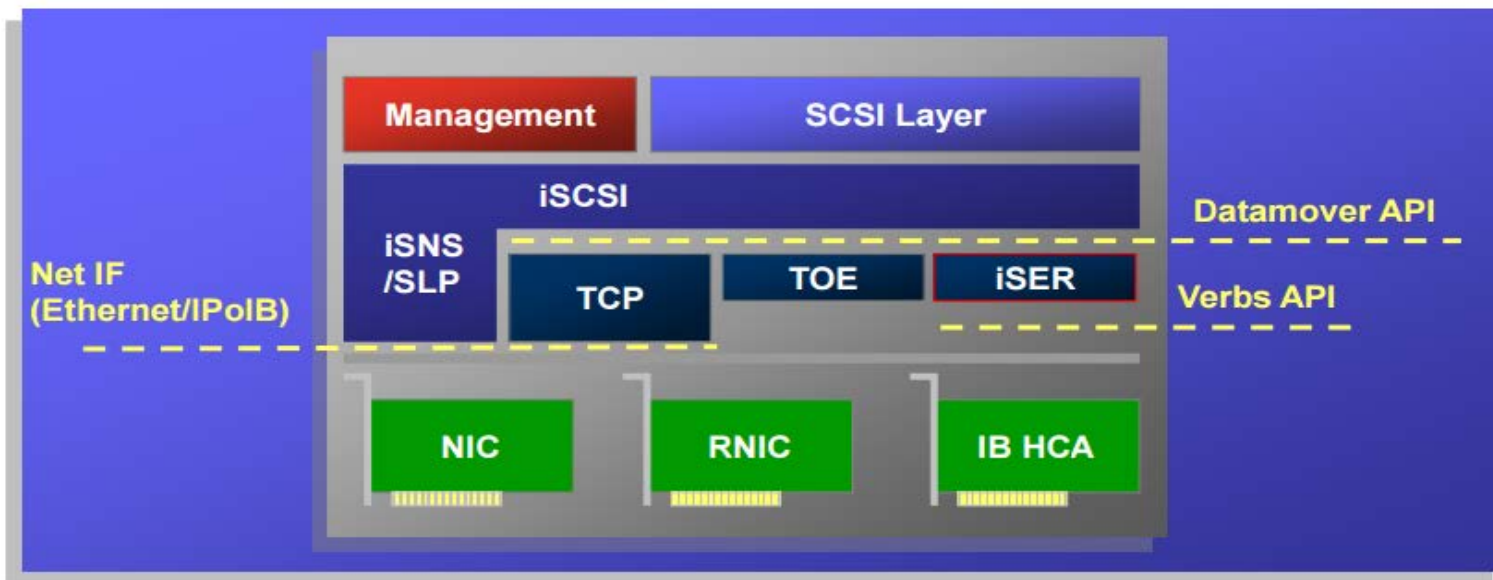 Management
SCSI Layer
iSCSI
iSNS
/SLP
TCP
TOE
iSER
Datamover API
Verbs API
Net IF
(Ethernet/IPoIB)
NIC
RNIC
IB HCA